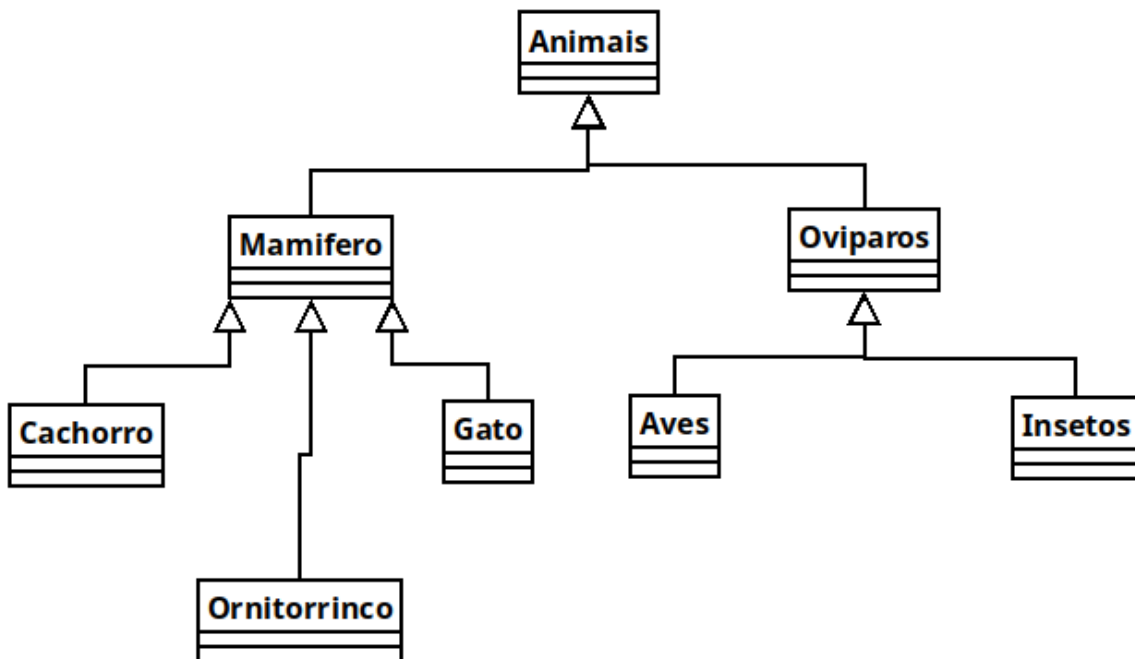 Animais
Mamifero
Oviparos
Cachorro
Gato
Aves
Insetos
Ornitorrinco